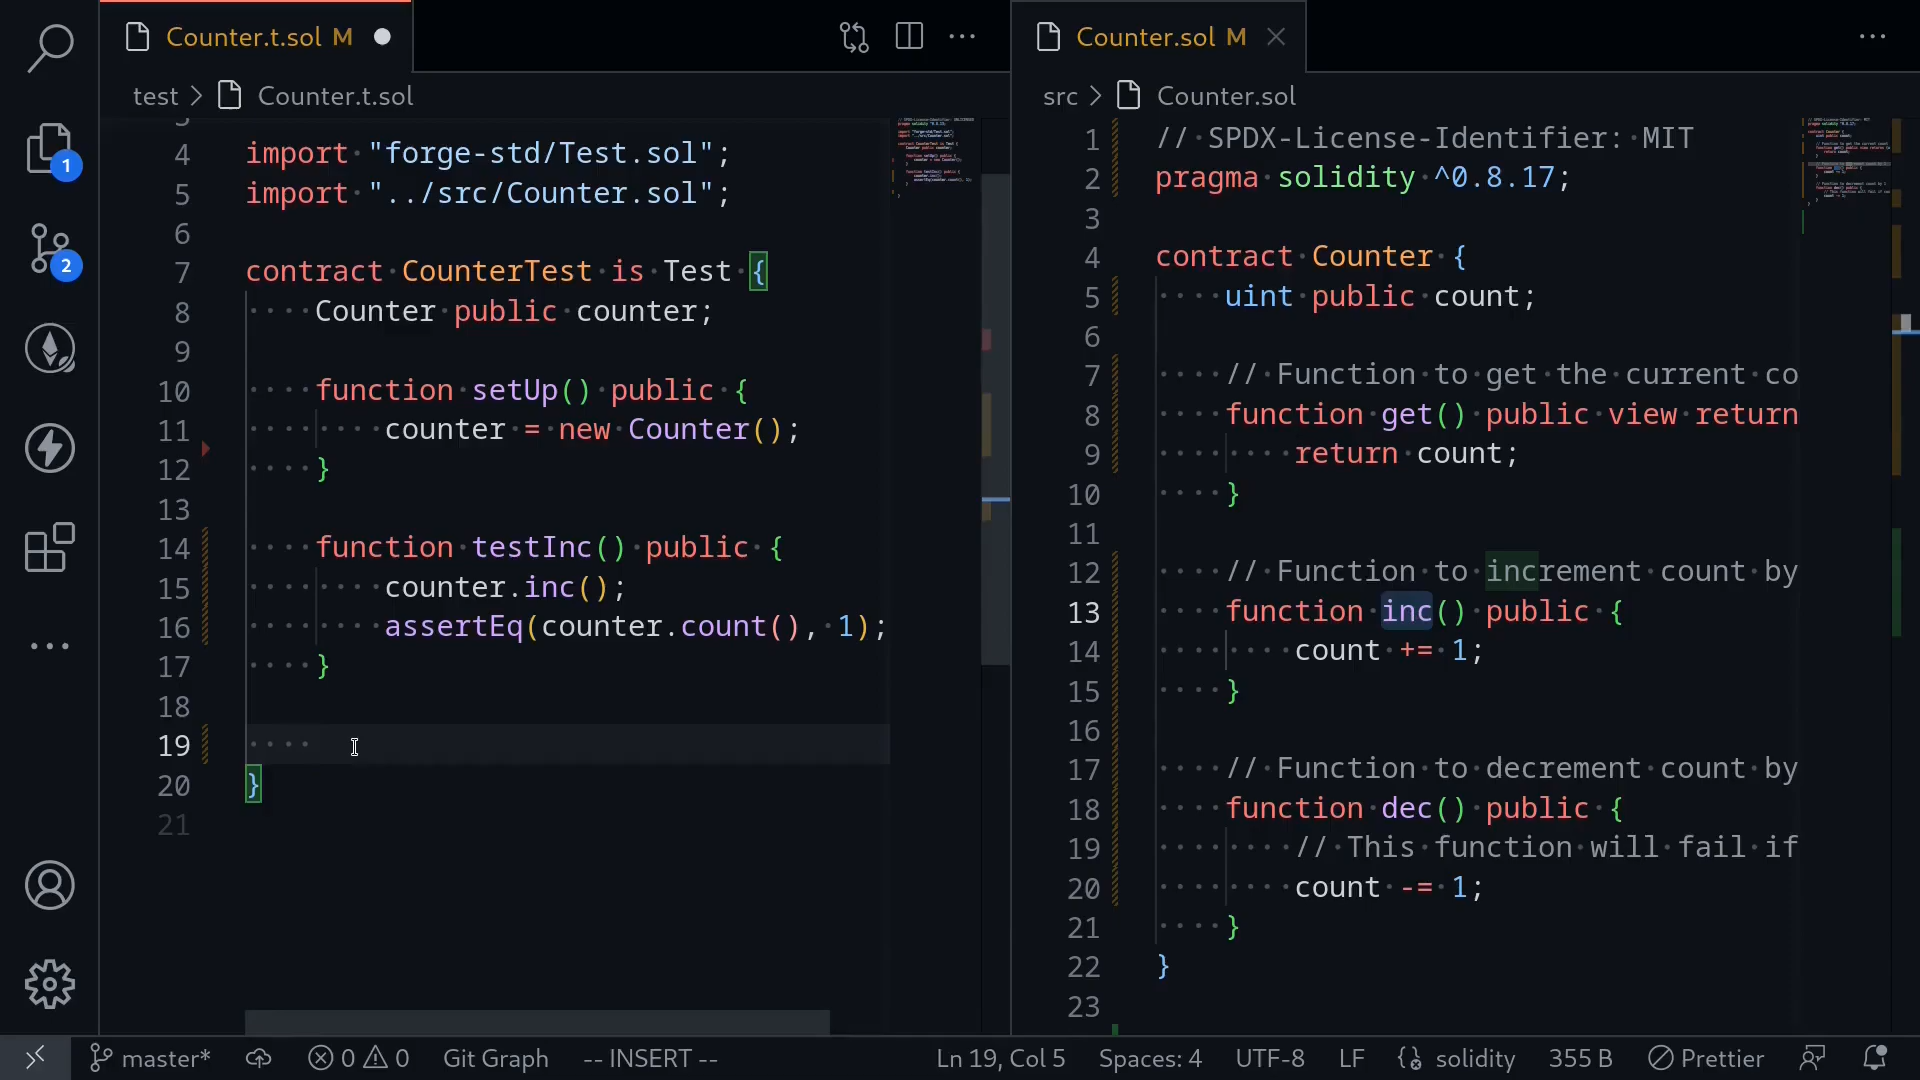 Counter.t.sol M
Counter.sol M
test > Counter.t.sol
src > Counter.sol
4 import "forge-std/Test.sol";
5 import "../src/Counter.sol";
6
7 contract CounterTest is Test {
8     Counter public counter;
9
10     function setUp() public {
11         counter = new Counter();
12     }
13
14     function testInc() public {
15         counter.inc();
16         assertEq(counter.count(), 1);
17     }
18
19
20 }
21
1 // SPDX-License-Identifier: MIT
2 pragma solidity ^0.8.17;
3
4 contract Counter {
5     uint public count;
6
7     // Function to get the current co
8     function get() public view return
9         return count;
10     }
11
12     // Function to increment count by
13     function inc() public {
14         count += 1;
15     }
16
17     // Function to decrement count by
18     function dec() public {
19         // This function will fail if
20         count -= 1;
21     }
22 }
23
1
2
master* 0 0 Git Graph -- INSERT -- Ln 19, Col 5 Spaces: 4 UTF-8 LF solidity 355 B Prettier